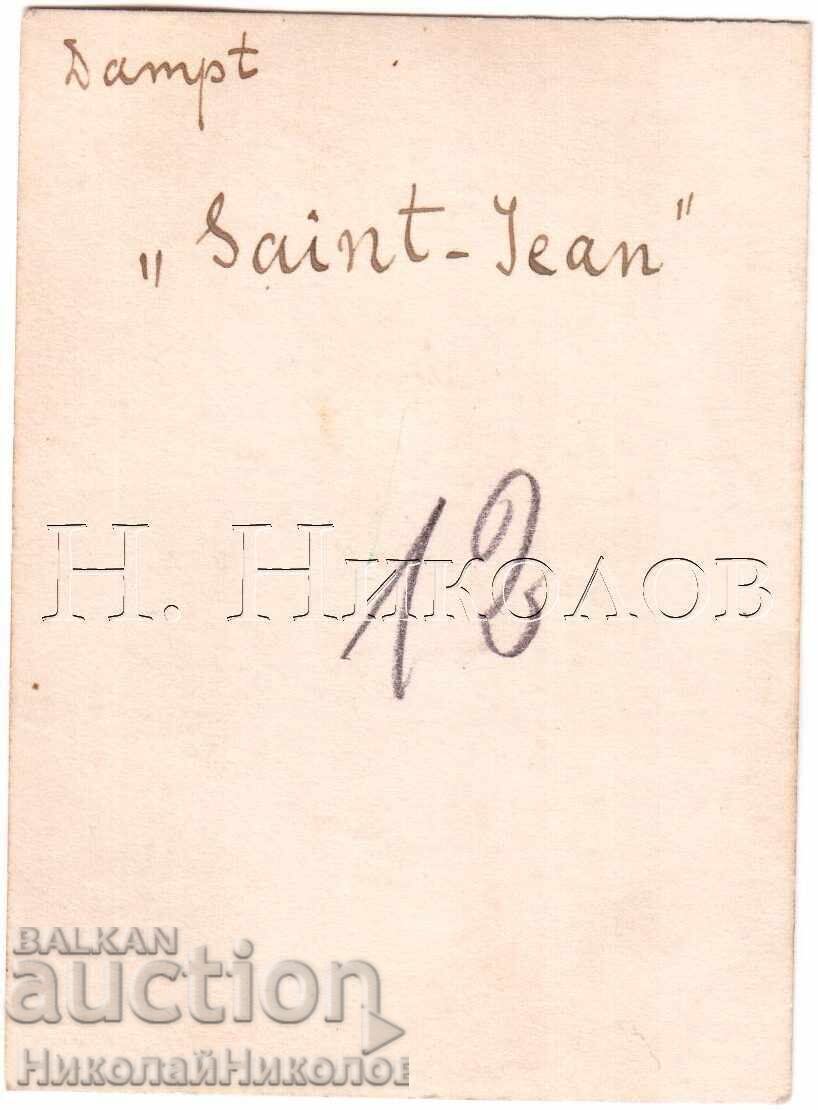 Dampt
„Saint-Jean"
13
Н. Николов
BALKAN
auction
НиколайНиколов